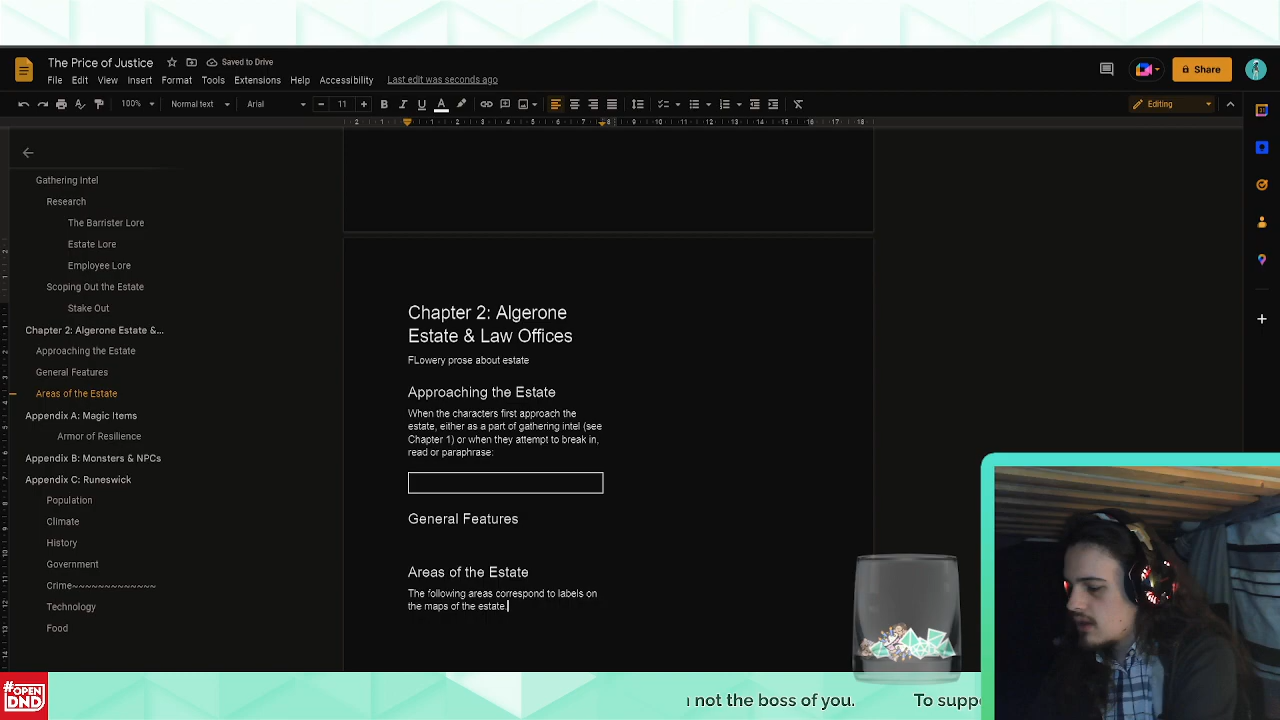 The Price of Justice
Saved to Drive
File Edit View Insert Format Tools Extensions Help Accessibility Last edit was seconds ago
Share
100% Normal text Arial 11 Editing
Gathering Intel
Research
The Barrister Lore
Estate Lore
Employee Lore
Scoping Out the Estate
Stake Out
Chapter 2: Algerone Estate &...
Approaching the Estate
General Features
Areas of the Estate
Appendix A: Magic Items
Armor of Resilience
Appendix B: Monsters & NPCs
Appendix C: Runeswick
Population
Climate
History
Government
Crime~~~~~~~~~~~~~
Technology
Food
Chapter 2: Algerone
Estate & Law Offices
FLowery prose about estate
Approaching the Estate
When the characters first approach the
estate, either as a part of gathering intel (see
Chapter 1) or when they attempt to break in,
read or paraphrase:
General Features
Areas of the Estate
The following areas correspond to labels on
the maps of the estate.
#OPEN
DND
not the boss of you.
To supp